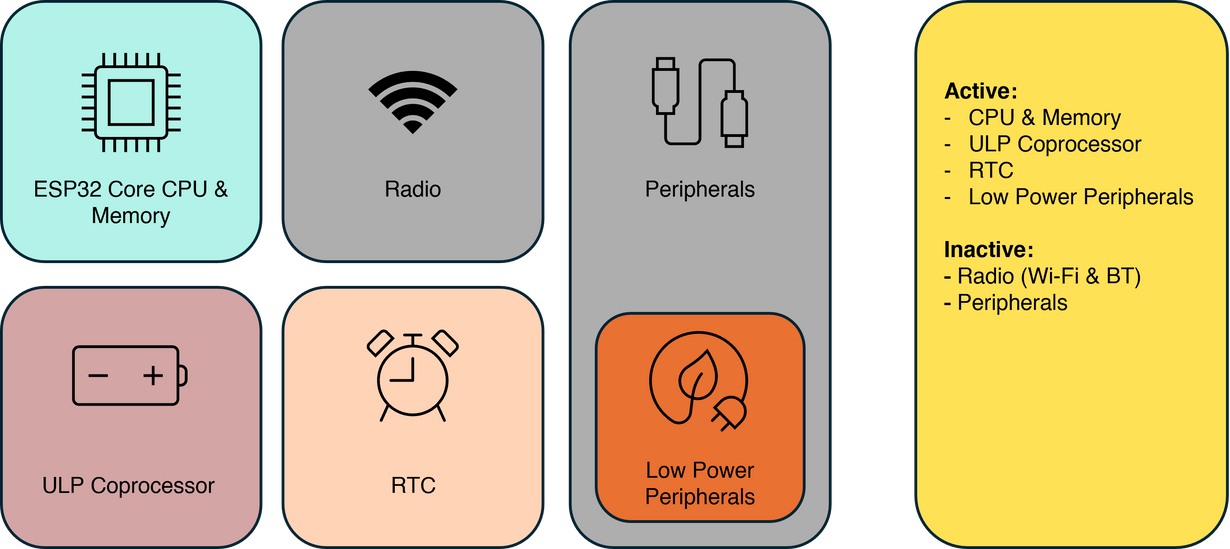 ESP32 Core CPU &
Memory
Radio
Peripherals
ULP Coprocessor
RTC
Low Power
Peripherals
Active:
- CPU & Memory
- ULP Coprocessor
- RTC
- Low Power Peripherals
Inactive:
- Radio (Wi-Fi & BT)
- Peripherals